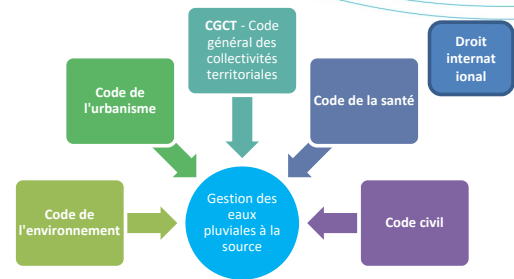 CGCT - Code
général des
collectivités
territoriales
Droit
internat
ional
Code de
l'urbanisme
Code de la santé
Code de
l'environnement
Gestion des
eaux
pluviales à la
source
Code civil